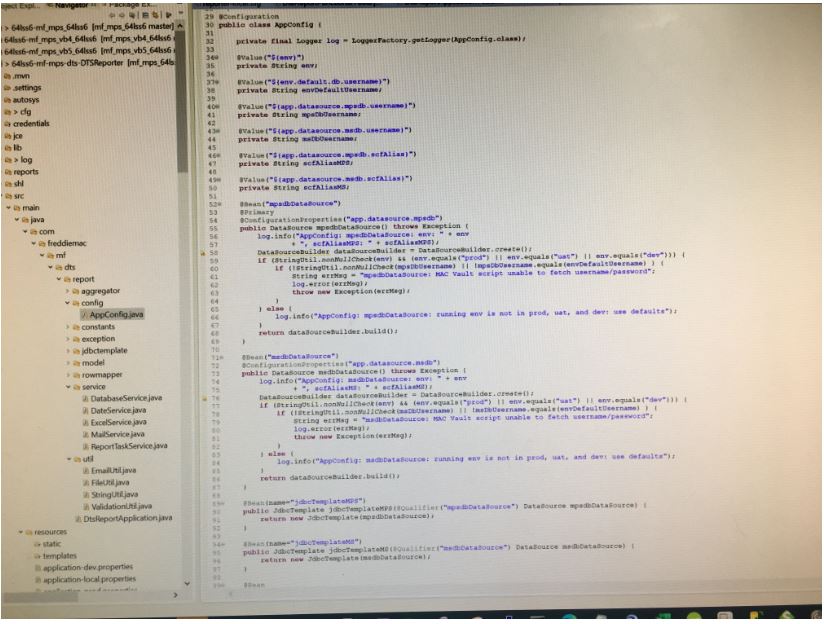 ject Expl...
Navigator
Package Ex...
> 64lss6-mf_mps_64lss6 [mf_mps_64lss6 master]
64lss6-mf_mps_vb4_64lss6 [mf_mps_vb4_64lss6
64lss6-mf_mps_vb5_64lss6 [mf_mps_vb5_64lss6
> 64lss6-mf-mps-dts-DTSReporter [mf_mps_64ls
.mvn
.settings
autosys
> cfg
credentials
jce
lib
> log
reports
shl
src
main
java
com
freddiemac
mf
dts
report
aggregator
config
AppConfig.java
constants
exception
jdbctemplate
model
rowmapper
service
DatabaseService.java
DateService.java
ExcelService.java
MailService.java
ReportTaskService.java
util
EmailUtil.java
FileUtil.java
StringUtil.java
ValidationUtil.java
DtsReportApplication.java
resources
static
templates
application-dev.properties
application-local.properties
29 @Configuration
30 public class AppConfig {
31
32 private final Logger log = LoggerFactory.getLogger(AppConfig.class);
33
34 @Value("${env}")
35 private String env;
36
37 @Value("${env.default.db.username}")
38 private String envDefaultUsername;
39
40 @Value("${app.datasource.mpsdb.username}")
41 private String mpsDbUsername;
42
43 @Value("${app.datasource.msdb.username}")
44 private String msDbUsername;
45
46 @Value("${app.datasource.mpsdb.scfAlias}")
47 private String scfAliasMPS;
48
49 @Value("${app.datasource.msdb.scfAlias}")
50 private String scfAliasMS;
51
52 @Bean("mpsdbDataSource")
53 @Primary
54 @ConfigurationProperties("app.datasource.mpsdb")
55 public DataSource mpsdbDataSource() throws Exception {
56 log.info("AppConfig: mpsdbDataSource: env: " + env
57 + ", scfAliasMPS: " + scfAliasMPS);
58 DataSourceBuilder dataSourceBuilder = DataSourceBuilder.create();
59 if (StringUtil.nonNullCheck(env) && (env.equals("prod") || env.equals("uat") || env.equals("dev"))) {
60 if (!StringUtil.nonNullCheck(mpsDbUsername) || !mpsDbUsername.equals(envDefaultUsername) ) {
61 String errMsg = "mpsdbDataSource: MAC Vault script unable to fetch username/password";
62 log.error(errMsg);
63 throw new Exception(errMsg);
64 }
65 } else {
66 log.info("AppConfig: mpsdbDataSource: running env is not in prod, uat, and dev: use defaults");
67 }
68 return dataSourceBuilder.build();
69 }
70
71 @Bean("msdbDataSource")
72 @ConfigurationProperties("app.datasource.msdb")
73 public DataSource msdbDataSource() throws Exception {
74 log.info("AppConfig: msdbDataSource: env: " + env
75 + ", scfAliasMS: " + scfAliasMS);
76 DataSourceBuilder dataSourceBuilder = DataSourceBuilder.create();
77 if (StringUtil.nonNullCheck(env) && (env.equals("prod") || env.equals("uat") || env.equals("dev"))) {
78 if (!StringUtil.nonNullCheck(msDbUsername) || !msDbUsername.equals(envDefaultUsername) ) {
79 String errMsg = "msdbDataSource: MAC Vault script unable to fetch username/password";
80 log.error(errMsg);
81 throw new Exception(errMsg);
82 }
83 } else {
84 log.info("AppConfig: msdbDataSource: running env is not in prod, uat, and dev: use defaults");
85 }
86 return dataSourceBuilder.build();
87 }
88
89 @Bean(name="jdbcTemplateMPS")
90 public JdbcTemplate jdbcTemplateMPS(@Qualifier("mpsdbDataSource") DataSource mpsdbDataSource) {
91 return new JdbcTemplate(mpsdbDataSource);
92 }
93
94 @Bean(name="jdbcTemplateMS")
95 public JdbcTemplate jdbcTemplateMS(@Qualifier("msdbDataSource") DataSource msdbDataSource) {
96 return new JdbcTemplate(msdbDataSource);
97 }
98
99 @Bean